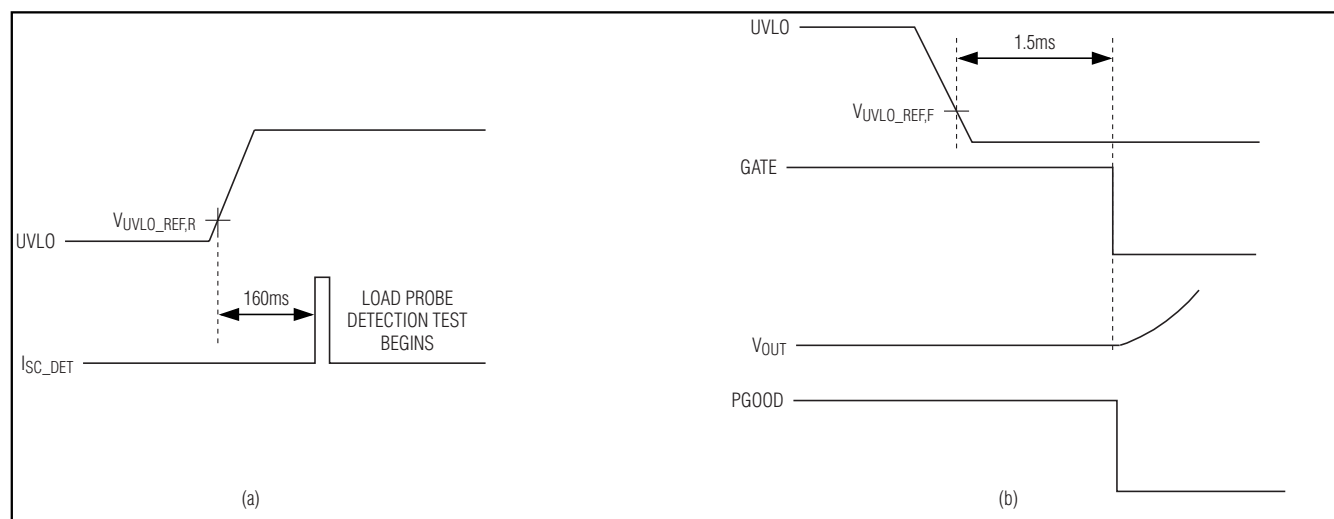 UVLO
VUVLO_REF,R
160ms
LOAD PROBE
DETECTION TEST
BEGINS
ISC_DET
(a)
UVLO
1.5ms
VUVLO_REF,F
GATE
VOUT
PGOOD
(b)